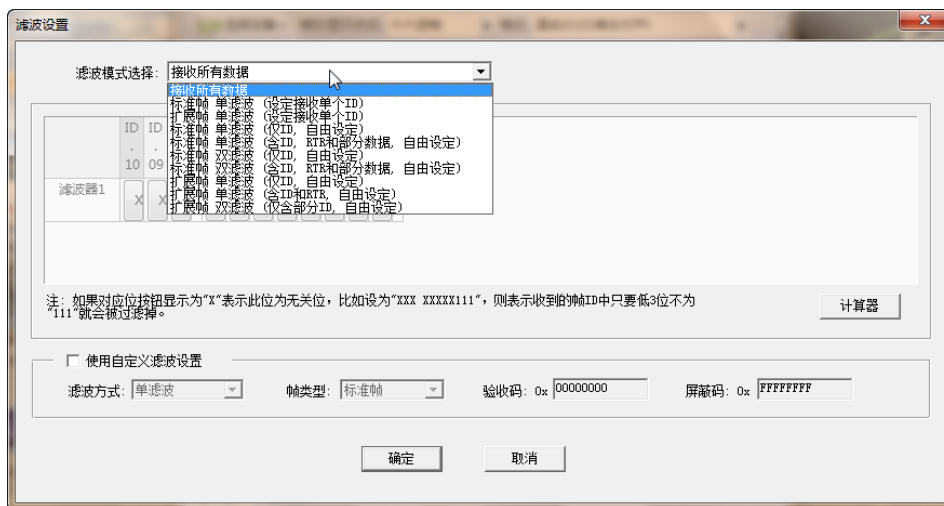 滤波设置
滤波模式选择: 接收所有数据
接收所有数据
标准帧 单滤波 (设定接收单个ID)
扩展帧 单滤波 (设定接收单个ID)
标准帧 单滤波 (仅ID, 自由设定)
标准帧 单滤波 (含ID, RTR和部分数据, 自由设定)
标准帧 双滤波 (仅ID, 自由设定)
标准帧 双滤波 (含ID, RTR和部分数据, 自由设定)
扩展帧 单滤波 (仅ID, 自由设定)
扩展帧 单滤波 (含ID和RTR, 自由设定)
扩展帧 双滤波 (仅含部分ID, 自由设定)
ID ID
. .
10 09
滤波器1 X X
注: 如果对应位按钮显示为"X"表示此位为无关位, 比如设为"XXX XXXXX111", 则表示收到的帧ID中只要低3位不为
"111"就会被过滤掉。
计算器
使用自定义滤波设置
滤波方式: 单滤波 帧类型: 标准帧 验收码: 0x 00000000 屏蔽码: 0x FFFFFFFF
确定 取消